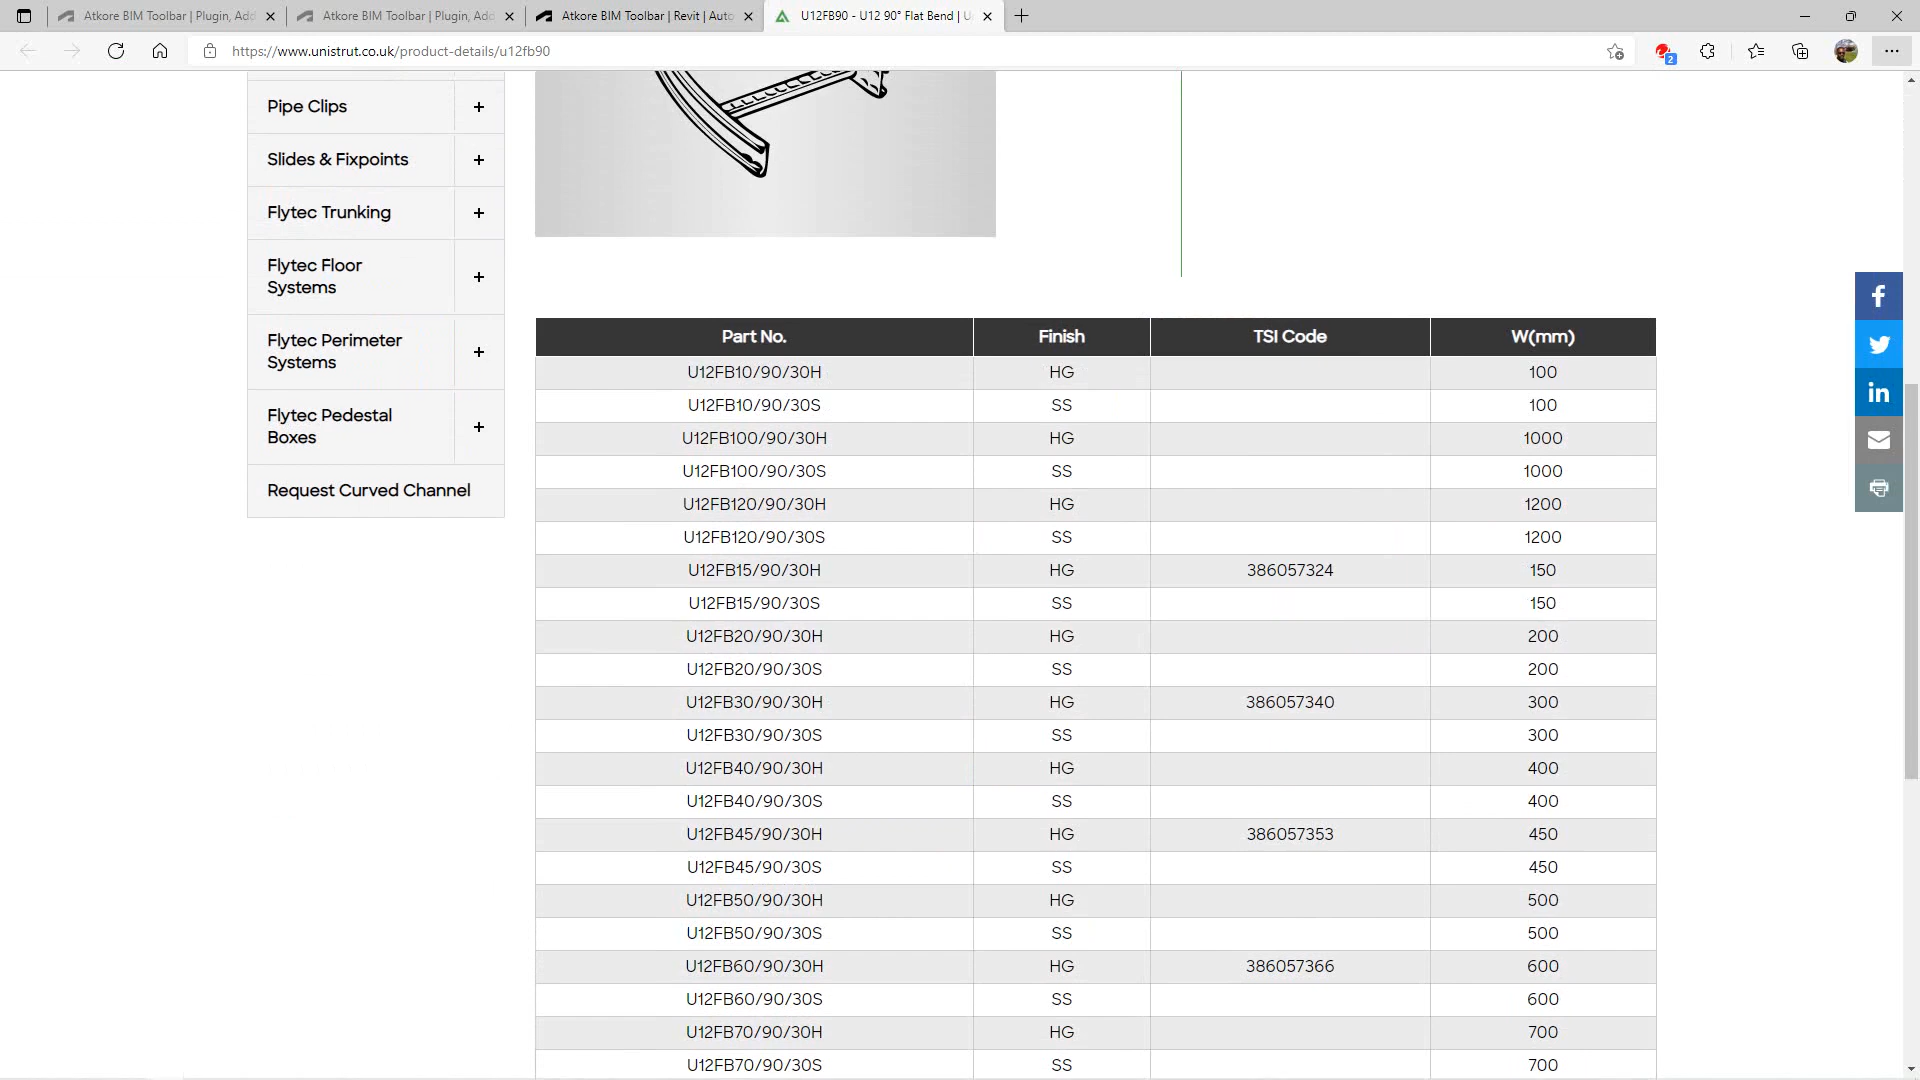 Atkore BIM Toolbar | Plugin, Add
Atkore BIM Toolbar | Plugin, Add
Atkore BIM Toolbar | Revit | Auto
U12FB90 - U12 90° Flat Bend | U
https://www.unistrut.co.uk/product-details/u12fb90
2
Pipe Clips +
Slides & Fixpoints +
Flytec Trunking +
Flytec Floor
Systems +
Flytec Perimeter
Systems +
Flytec Pedestal
Boxes +
Request Curved Channel
Part No. Finish TSI Code W(mm)
U12FB10/90/30H HG 100
U12FB10/90/30S SS 100
U12FB100/90/30H HG 1000
U12FB100/90/30S SS 1000
U12FB120/90/30H HG 1200
U12FB120/90/30S SS 1200
U12FB15/90/30H HG 386057324 150
U12FB15/90/30S SS 150
U12FB20/90/30H HG 200
U12FB20/90/30S SS 200
U12FB30/90/30H HG 386057340 300
U12FB30/90/30S SS 300
U12FB40/90/30H HG 400
U12FB40/90/30S SS 400
U12FB45/90/30H HG 386057353 450
U12FB45/90/30S SS 450
U12FB50/90/30H HG 500
U12FB50/90/30S SS 500
U12FB60/90/30H HG 386057366 600
U12FB60/90/30S SS 600
U12FB70/90/30H HG 700
U12FB70/90/30S SS 700